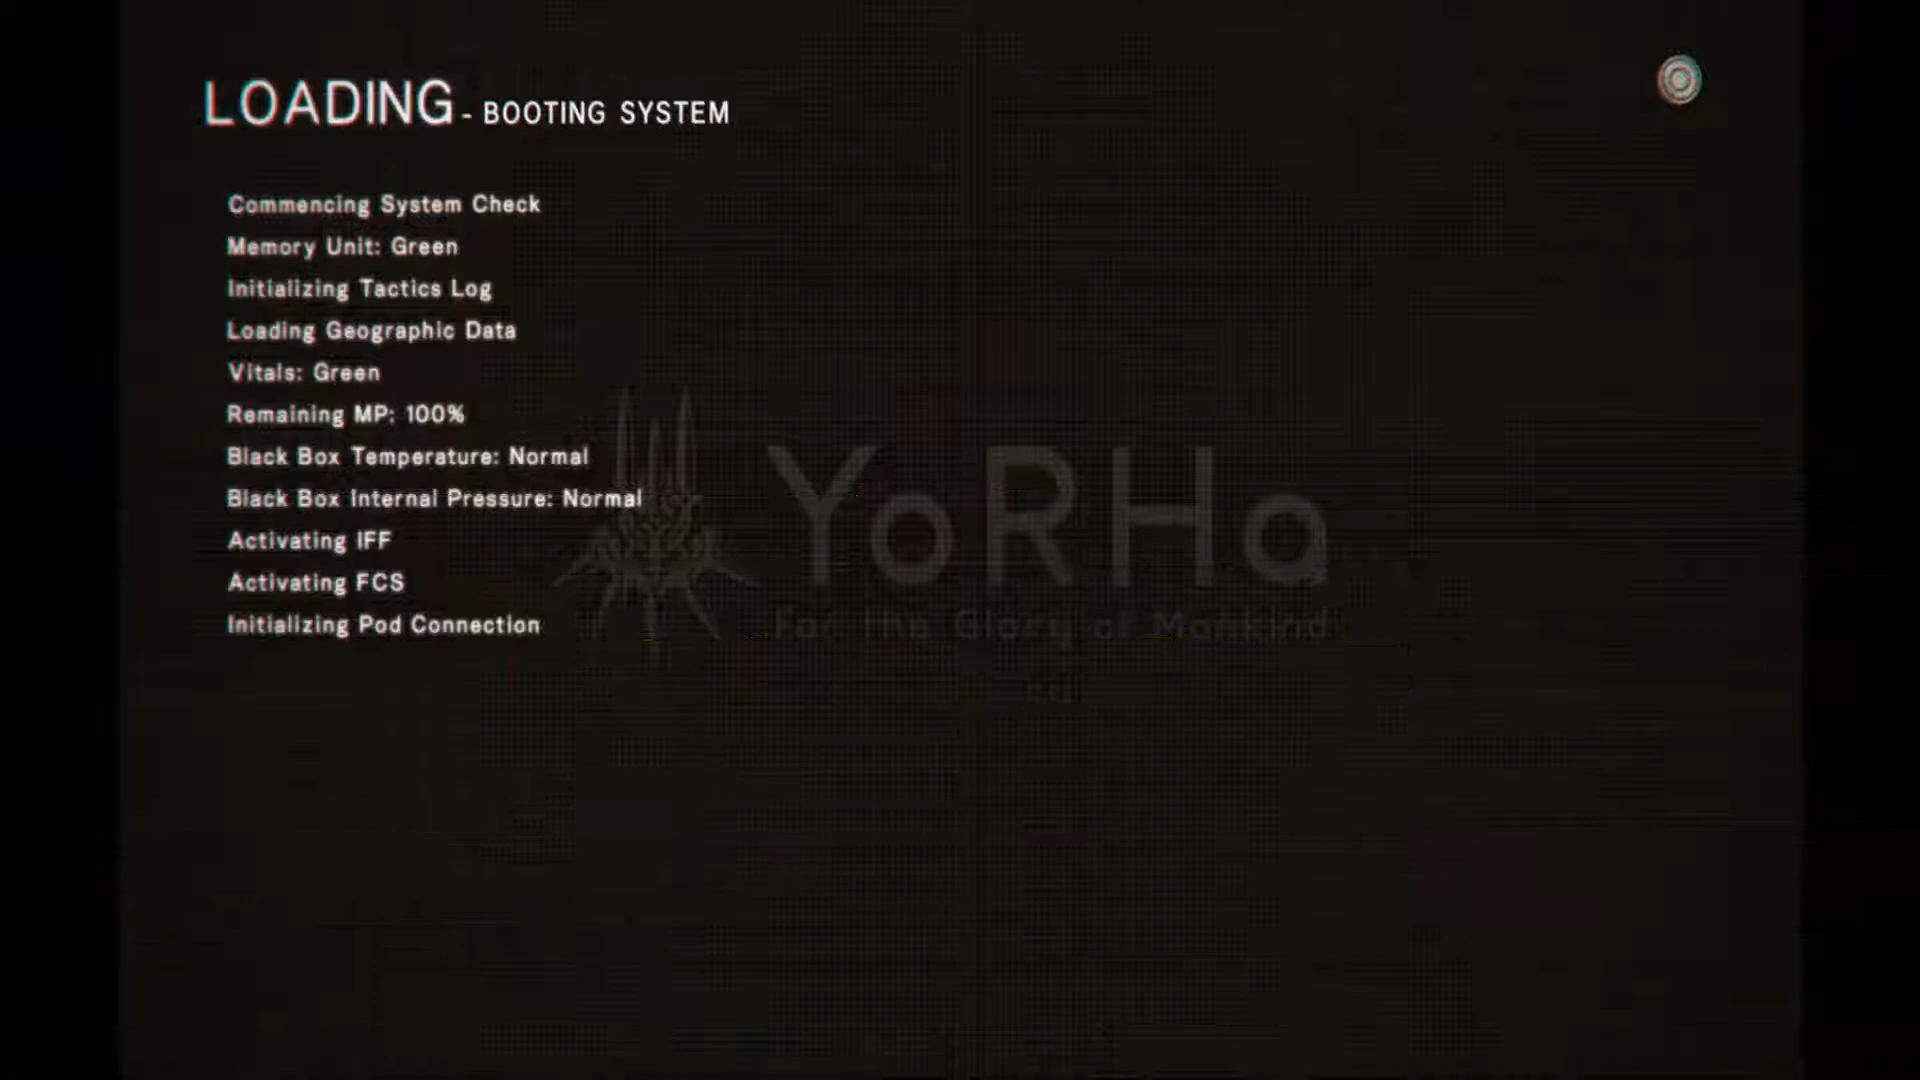 LOADING - BOOTING SYSTEM
Commencing System Check
Memory Unit: Green
Initializing Tactics Log
Loading Geographic Data
Vitals: Green
Remaining MP: 100%
Black Box Temperature: Normal
Black Box Internal Pressure: Normal
Activating IFF
Activating FCS
Initializing Pod Connection
YoRHa
For the Glory of Mankind